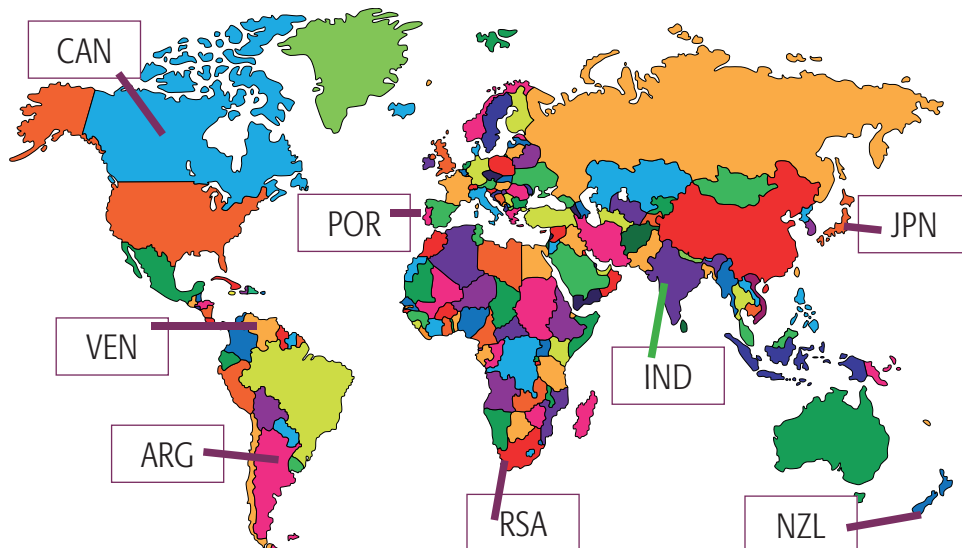 CAN
POR
JPN
VEN
IND
ARG
RSA
NZL